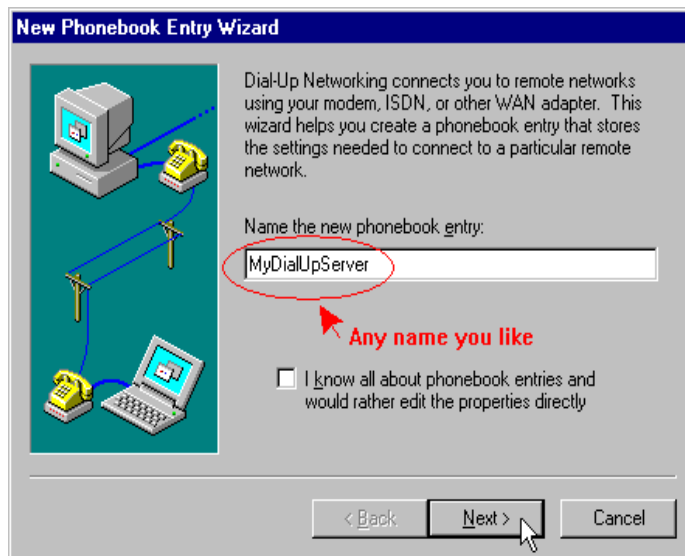 New Phonebook Entry Wizard
Dial-Up Networking connects you to remote networks
using your modem, ISDN, or other WAN adapter. This
wizard helps you create a phonebook entry that stores
the settings needed to connect to a particular remote
network.
Name the new phonebook entry:
MyDialUpServer
Any name you like
I know all about phonebook entries and
would rather edit the properties directly
< Back
Next >
Cancel